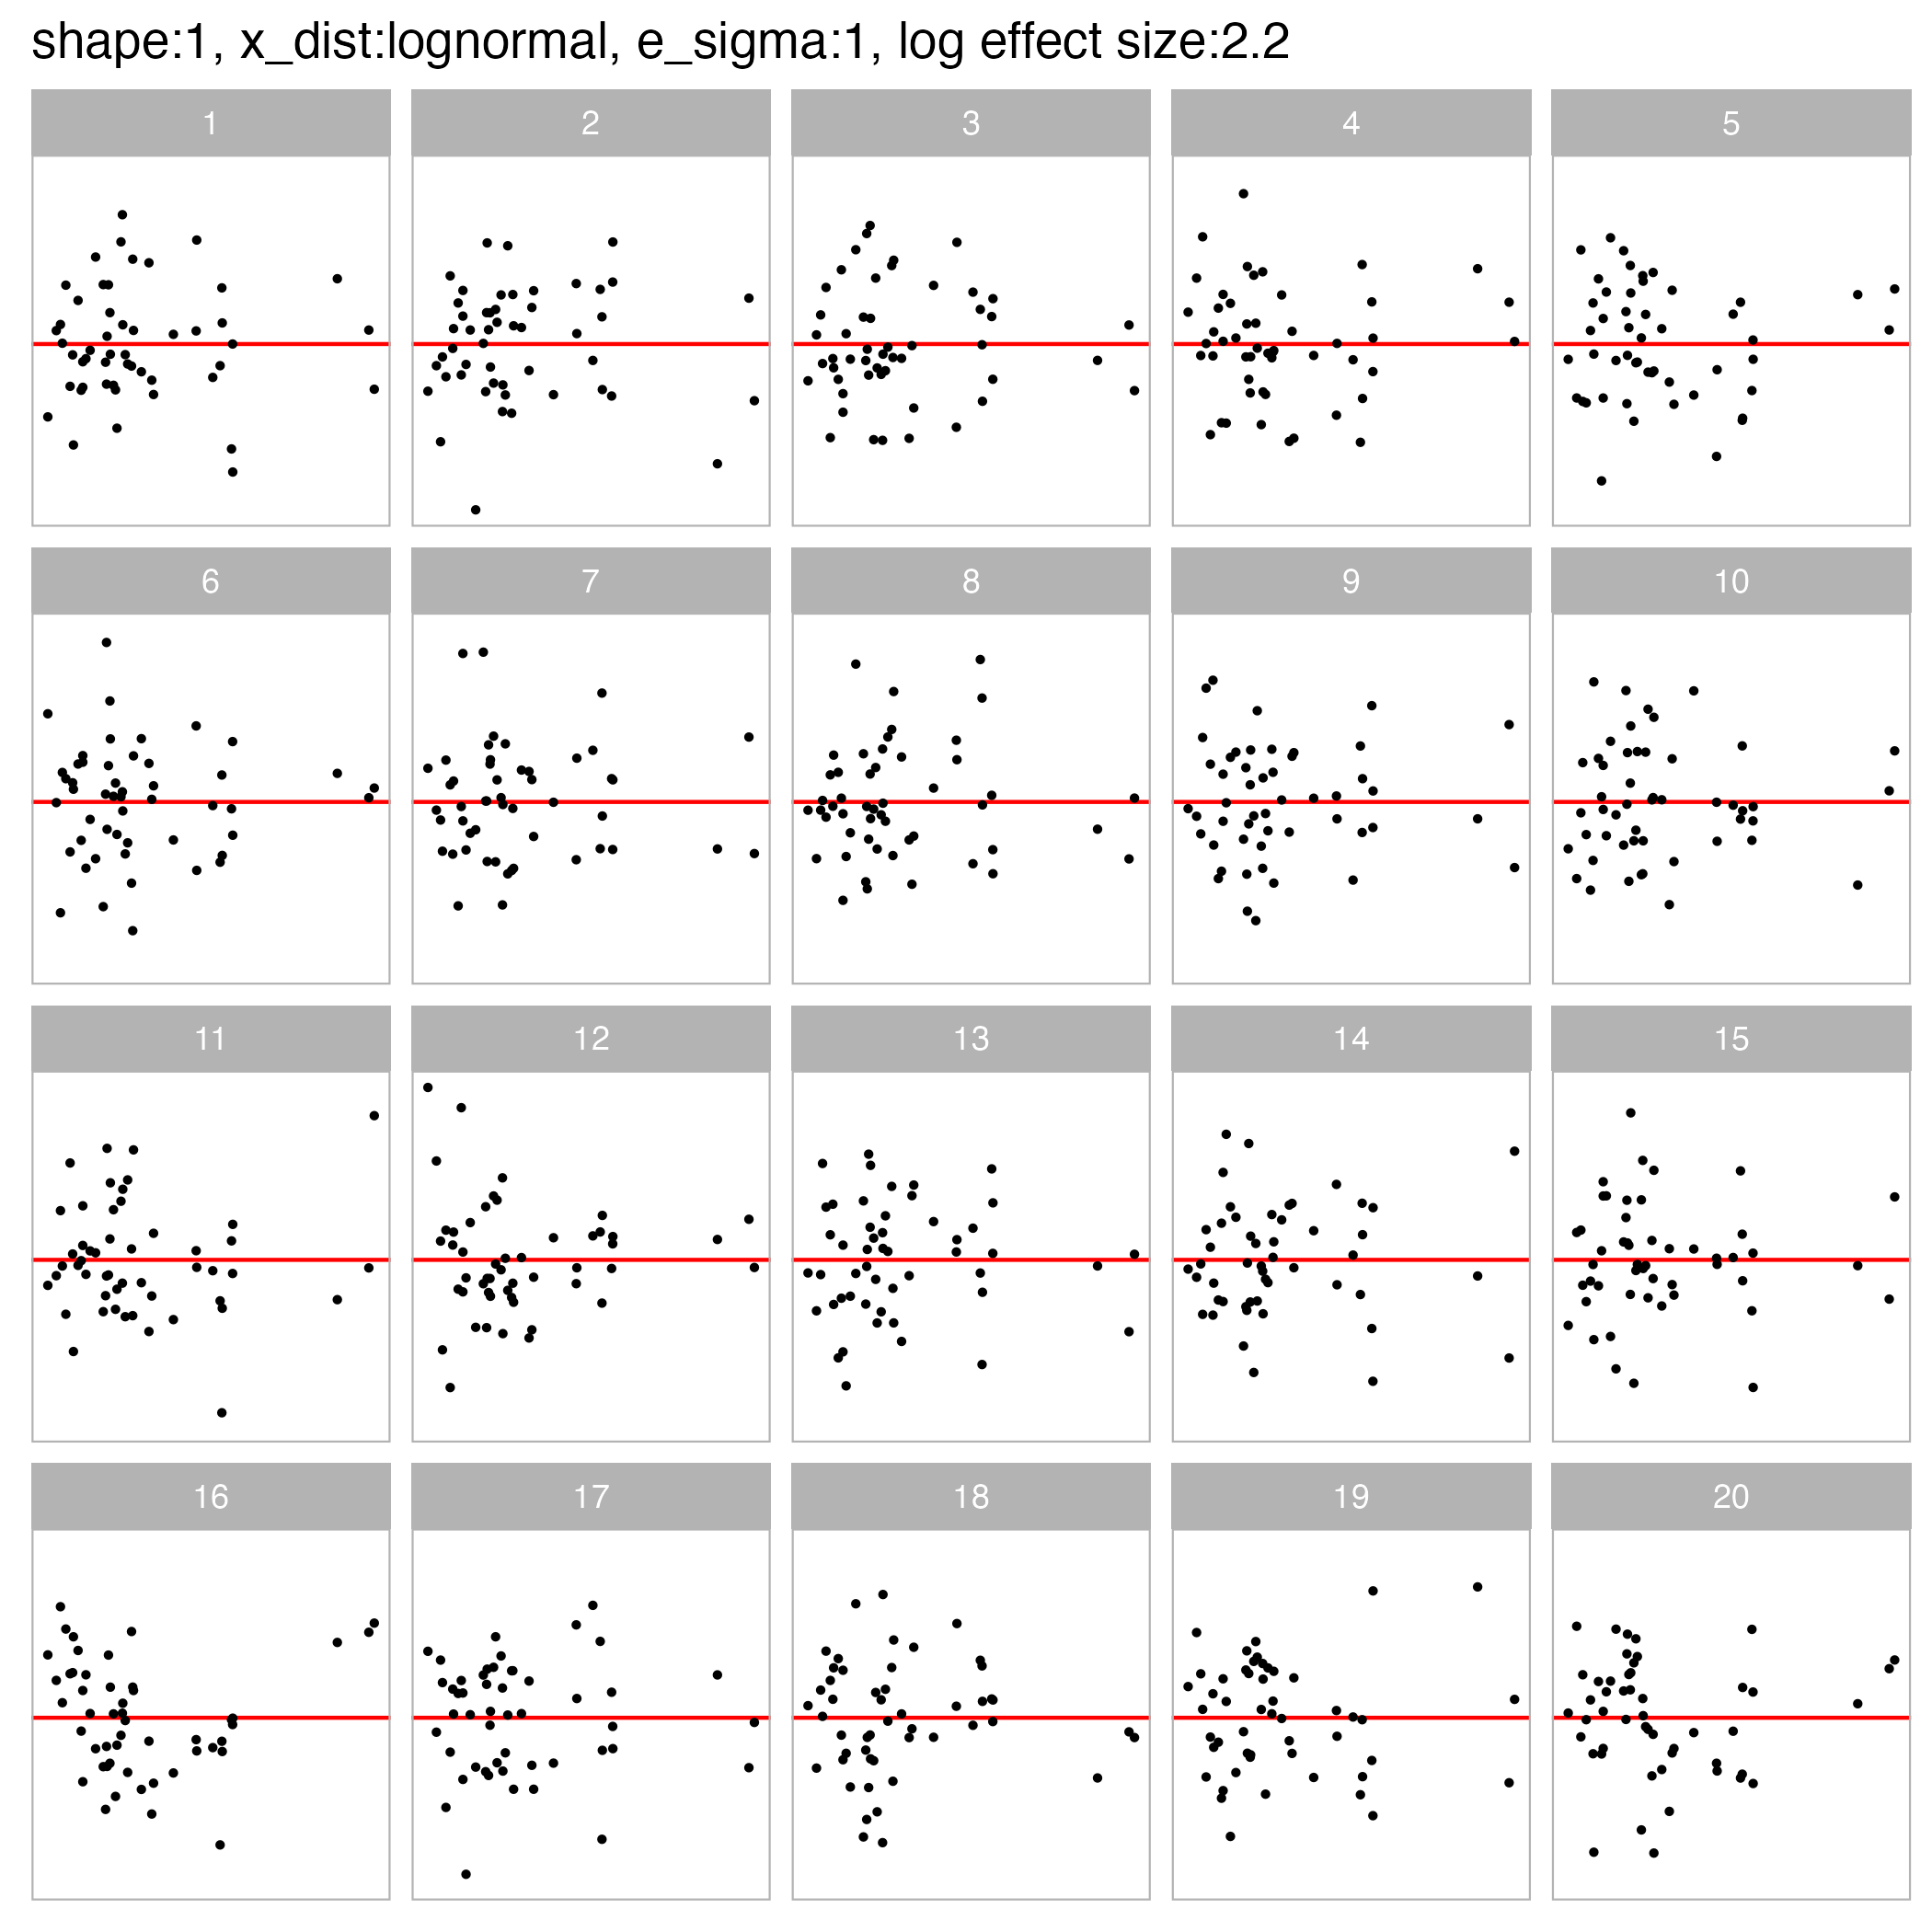 shape:1, x_dist:lognormal, e_sigma:1, log effect size:2.2
1 2 3 4 5
6 7 8 9 10
11 12 13 14 15
16 17 18 19 20